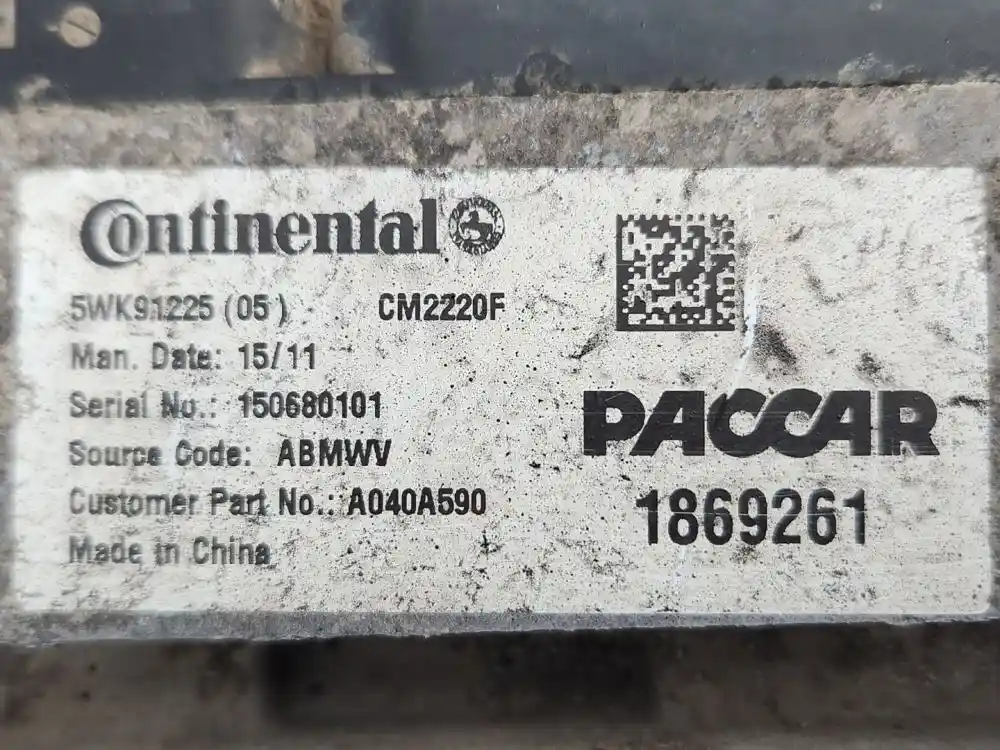 Continental
5WK91225 (05) CM2220F
Man. Date: 15/11
Serial No.: 150680101
Source Code: ABMWV
Customer Part No.: A040A590
Made in China
PACCAR
1869261